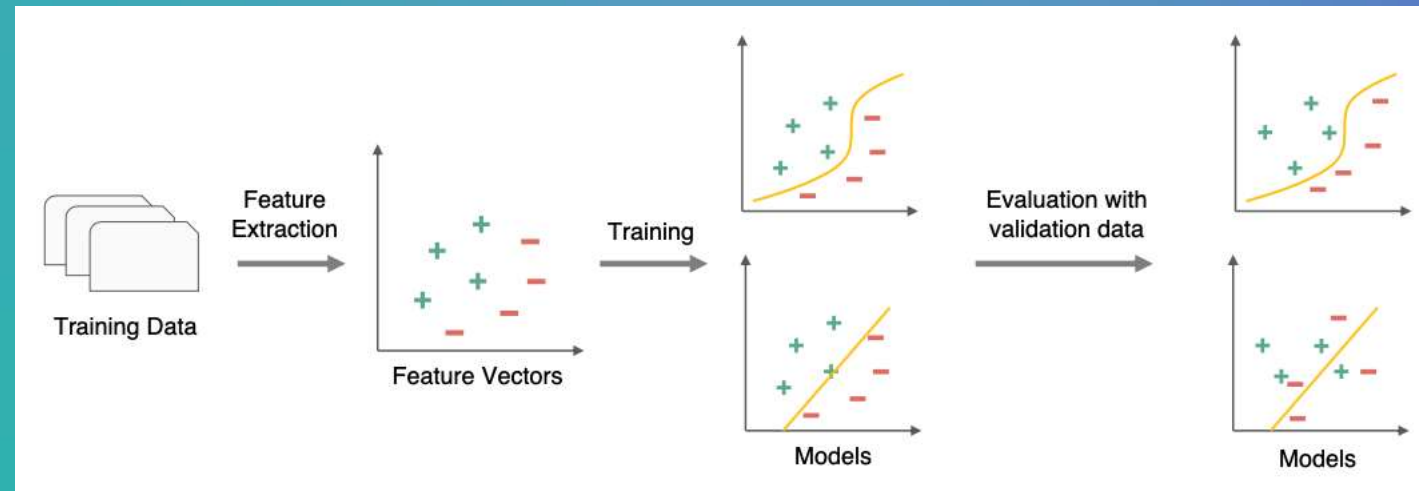 Training Data
Feature
Extraction
Feature Vectors
Training
Models
Evaluation with
validation data
Models